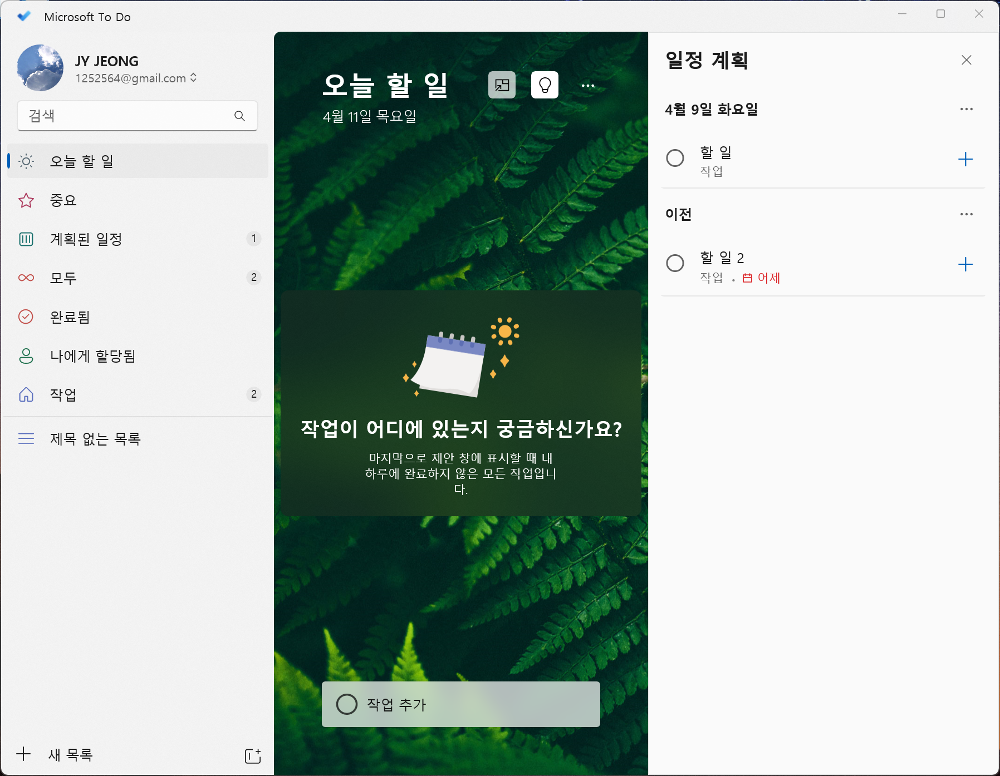 Microsoft To Do
JY JEONG
1252564@gmail.com
검색
오늘 할 일
중요
계획된 일정 1
모두 2
완료됨
나에게 할당됨
작업 2
제목 없는 목록
새 목록
오늘 할 일
4월 11일 목요일
작업이 어디에 있는지 궁금하신가요?
마지막으로 제안 창에 표시할 때 내
하루에 완료하지 않은 모든 작업입니
다.
작업 추가
일정 계획
4월 9일 화요일
할 일
작업
이전
할 일 2
작업 • 어제